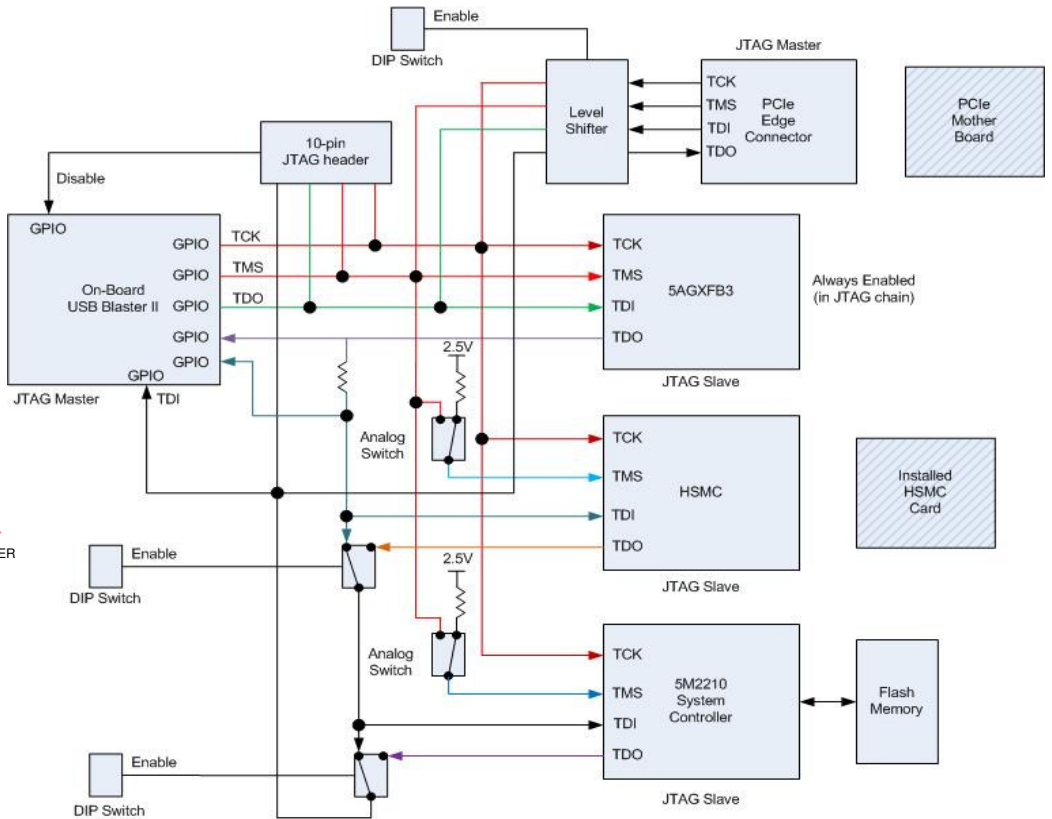 Enable
DIP Switch
JTAG Master
Level
Shifter
TCK
TMS
TDI
TDO
PCIe
Edge
Connector
PCIe
Mother
Board
10-pin
JTAG header
Disable
GPIO
GPIO
GPIO
GPIO
GPIO
GPIO
GPIO
On-Board
USB Blaster II
TCK
TMS
TDO
JTAG Master
TDI
TCK
TMS
TDI
TDO
5AGXFB3
Always Enabled
(in JTAG chain)
JTAG Slave
2.5V
Analog
Switch
TCK
TMS
TDI
TDO
HSMC
Installed
HSMC
Card
JTAG Slave
ER
Enable
DIP Switch
2.5V
Analog
Switch
TCK
TMS
TDI
TDO
5M2210
System
Controller
Flash
Memory
JTAG Slave
Enable
DIP Switch